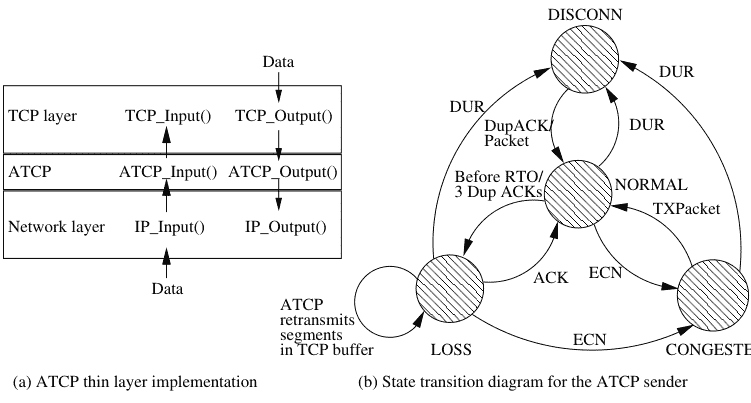 Data
TCP layer
TCP_Input()
TCP_Output()
ATCP
ATCP_Input()
ATCP_Output()
Network layer
IP_Input()
IP_Output()
Data
(a) ATCP thin layer implementation
DISCONN
DUR
DUR
DupACK/
Packet
DUR
Before RTO/
3 Dup ACKs
NORMAL
TXPacket
ACK
ECN
ATCP
retransmits
segments
in TCP buffer
LOSS
ECN
CONGESTE
(b) State transition diagram for the ATCP sender